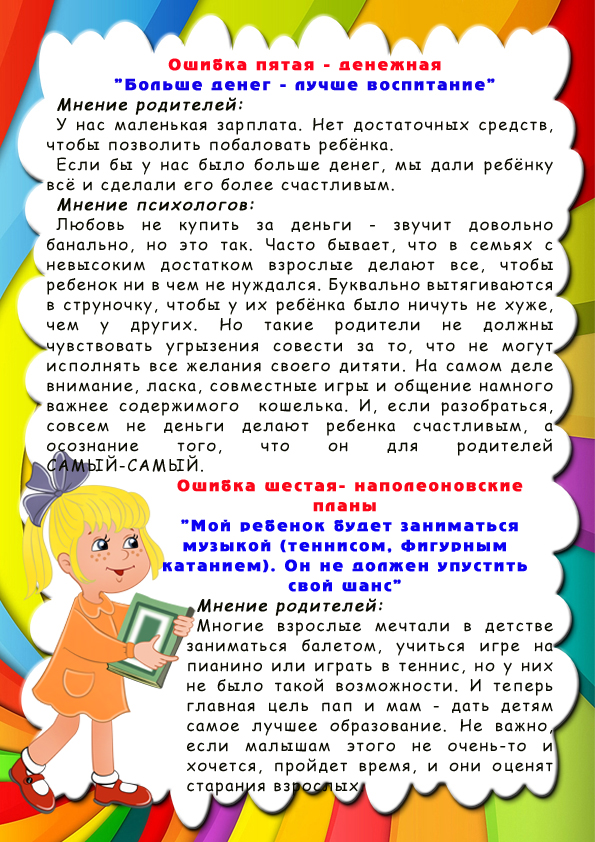 Ошибка пятая - денежная
"Больше денег - лучше воспитание"
Мнение родителей:
У нас маленькая зарплата. Нет достаточных средств,
чтобы позволить побаловать ребёнка.
Если бы у нас было больше денег, мы дали ребёнку
всё и сделали его более счастливым.
Мнение психологов:
Любовь не купить за деньги - звучит довольно
банально, но это так. Часто бывает, что в семьях с
невысоким достатком взрослые делают все, чтобы
ребенок ни в чем не нуждался. Буквально вытягиваются
в струночку, чтобы у их ребёнка было ничуть не хуже,
чем у других. Но такие родители не должны
чувствовать угрызения совести за то, что не могут
исполнять все желания своего дитяти. На самом деле
внимание, ласка, совместные игры и общение намного
важнее содержимого кошелька. И, если разобраться,
совсем не деньги делают ребенка счастливым, а
осознание того, что он для родителей
САМЫЙ-САМЫЙ.
Ошибка шестая- наполеоновские
планы
"Мой ребенок будет заниматься
музыкой (теннисом, фигурным
катанием). Он не должен упустить
свой шанс"
Мнение родителей:
Многие взрослые мечтали в детстве
заниматься балетом, учиться игре на
пианино или играть в теннис, но у них
не было такой возможности. И теперь
главная цель пап и мам - дать детям
самое лучшее образование. Не важно,
если малышам этого не очень-то и
хочется, пройдет время, и они оценят
старания взрослых